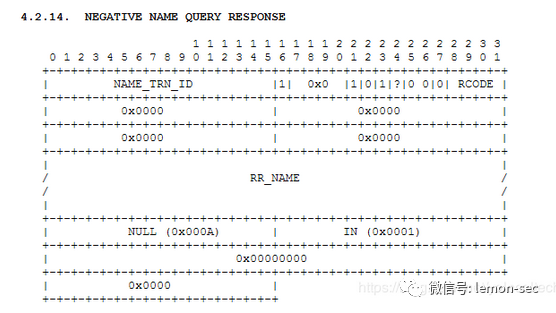 4.2.14. NEGATIVE NAME QUERY RESPONSE
1 1 1 1 1 1 1 1 1 1 2 2 2 2 2 2 2 2 2 2 3 3
0 1 2 3 4 5 6 7 8 9 0 1 2 3 4 5 6 7 8 9 0 1 2 3 4 5 6 7 8 9 0 1
+-+-+-+-+-+-+-+-+-+-+-+-+-+-+-+-+-+-+-+-+-+-+-+-+-+-+-+-+-+-+-+-+
| NAME_TRN_ID |1| 0x0 |1|0|1|?|0 0|0| RCODE |
+-+-+-+-+-+-+-+-+-+-+-+-+-+-+-+-+-+-+-+-+-+-+-+-+-+-+-+-+-+-+-+-+
| 0x0000 | 0x0000 |
+-+-+-+-+-+-+-+-+-+-+-+-+-+-+-+-+-+-+-+-+-+-+-+-+-+-+-+-+-+-+-+-+
| 0x0000 | 0x0000 |
+-+-+-+-+-+-+-+-+-+-+-+-+-+-+-+-+-+-+-+-+-+-+-+-+-+-+-+-+-+-+-+-+
| |
/ RR_NAME /
/ /
| |
+-+-+-+-+-+-+-+-+-+-+-+-+-+-+-+-+-+-+-+-+-+-+-+-+-+-+-+-+-+-+-+-+
| NULL (0x000A) | IN (0x0001) |
+-+-+-+-+-+-+-+-+-+-+-+-+-+-+-+-+-+-+-+-+-+-+-+-+-+-+-+-+-+-+-+-+
| 0x00000000 |
+-+-+-+-+-+-+-+-+-+-+-+-+-+-+-+-+-+-+-+-+-+-+-+-+-+-+-+-+-+-+-+-+
| 0x0000 |
+-+-+-+-+-+-+-+-+-+-+-+-+-+-+-+-+
微信号: lemon-sec